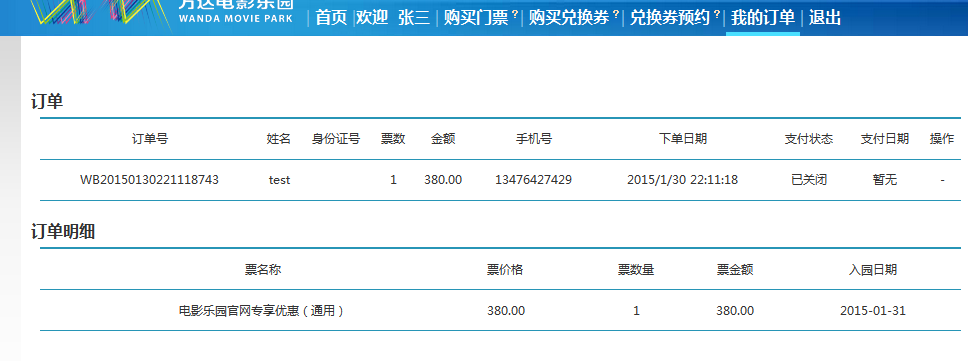 万达电影乐园
WANDA MOVIE PARK
首页 | 欢迎 张三 | 购买门票? | 购买兑换券? | 兑换券预约? | 我的订单 | 退出
订单
订单号 姓名 身份证号 票数 金额 手机号 下单日期 支付状态 支付日期 操作
WB20150130221118743 test 1 380.00 13476427429 2015/1/30 22:11:18 已关闭 暂无 -
订单明细
票名称 票价格 票数量 票金额 入园日期
电影乐园官网专享优惠（通用） 380.00 1 380.00 2015-01-31